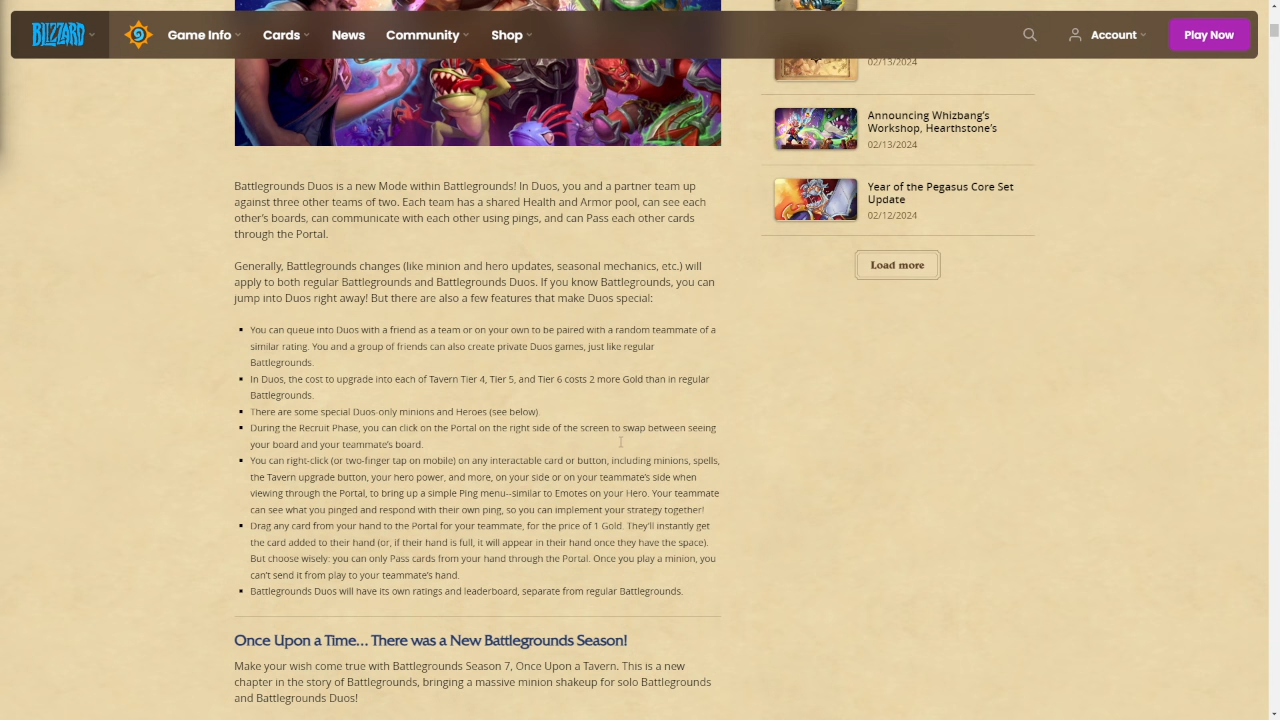 BLIZZARD
Game Info
Cards
News
Community
Shop
Account
Play Now
02/13/2024
Announcing Whizbang's
Workshop, Hearthstone's
02/13/2024
Year of the Pegasus Core Set
Update
02/12/2024
Load more
Battlegrounds Duos is a new Mode within Battlegrounds! In Duos, you and a partner team up
against three other teams of two. Each team has a shared Health and Armor pool, can see each
other's boards, can communicate with each other using pings, and can Pass each other cards
through the Portal.
Generally, Battlegrounds changes (like minion and hero updates, seasonal mechanics, etc.) will
apply to both regular Battlegrounds and Battlegrounds Duos. If you know Battlegrounds, you can
jump into Duos right away! But there are also a few features that make Duos special:
You can queue into Duos with a friend as a team or on your own to be paired with a random teammate of a
similar rating. You and a group of friends can also create private Duos games, just like regular
Battlegrounds.
In Duos, the cost to upgrade into each of Tavern Tier 4, Tier 5, and Tier 6 costs 2 more Gold than in regular
Battlegrounds.
There are some special Duos-only minions and Heroes (see below).
During the Recruit Phase, you can click on the Portal on the right side of the screen to swap between seeing
your board and your teammate's board.
You can right-click (or two-finger tap on mobile) on any interactable card or button, including minions, spells,
the Tavern upgrade button, your hero power, and more, on your side or on your teammate's side when
viewing through the Portal, to bring up a simple Ping menu--similar to Emotes on your Hero. Your teammate
can see what you pinged and respond with their own ping, so you can implement your strategy together!
Drag any card from your hand to the Portal for your teammate, for the price of 1 Gold. They'll instantly get
the card added to their hand (or, if their hand is full, it will appear in their hand once they have the space).
But choose wisely: you can only Pass cards from your hand through the Portal. Once you play a minion, you
can't send it from play to your teammate's hand.
Battlegrounds Duos will have its own ratings and leaderboard, separate from regular Battlegrounds.
Once Upon a Time… There was a New Battlegrounds Season!
Make your wish come true with Battlegrounds Season 7, Once Upon a Tavern. This is a new
chapter in the story of Battlegrounds, bringing a massive minion shakeup for solo Battlegrounds
and Battlegrounds Duos!